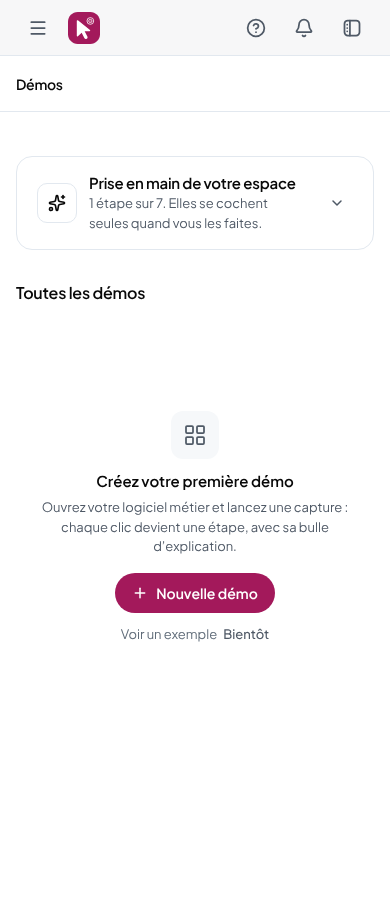 Démos
Prise en main de votre espace
1 étape sur 7. Elles se cochent
seules quand vous les faites.
Toutes les démos
Créez votre première démo
Ouvrez votre logiciel métier et lancez une capture :
chaque clic devient une étape, avec sa bulle
d'explication.
Nouvelle démo
Voir un exemple Bientôt